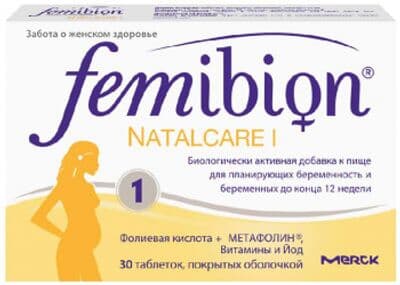 Забота о женском здоровье
femibion®
NATALCARE I
Биологически активная добавка к пище
для планирующих беременность и
беременных до конца 12 недели
1
Фолиевая кислота + МЕТАФОЛИН®,
Витамины и Йод
30 таблеток, покрытых оболочкой
MERCK